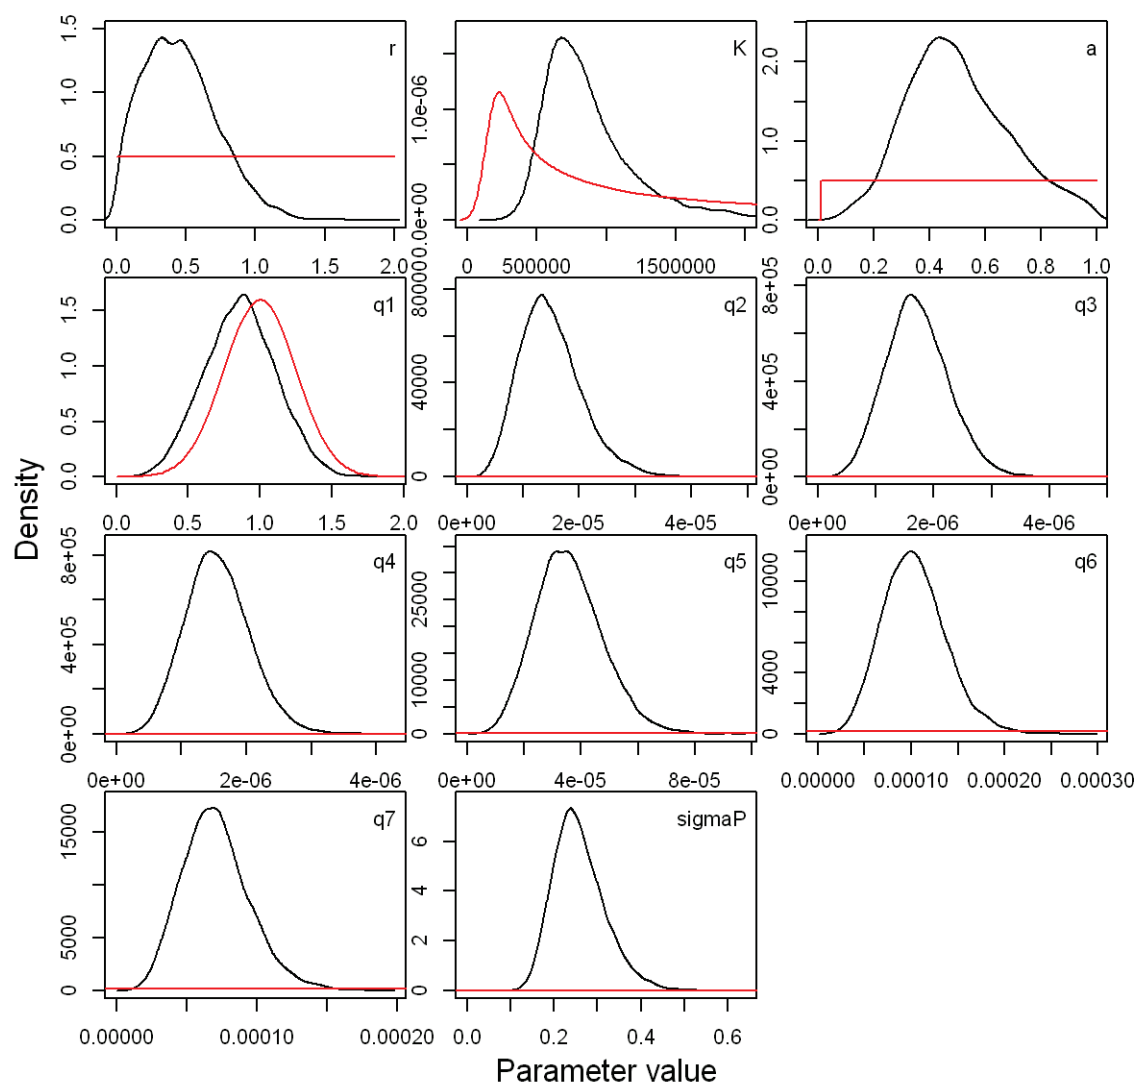 Density
1.5
1.0
0.5
0.0
r
0.0 0.5 1.0 1.5 2.0
1.0e-06
0.0e+00
K
0 500000 1500000
2.0
1.0
0.0
a
0.0 0.2 0.4 0.6 0.8 1.0
1.5
1.0
0.5
0.0
q1
0.0 0.5 1.0 1.5 2.0
80000
40000
0
q2
0e+00 2e-05 4e-05
8e+05
4e+05
0e+00
q3
0e+00 2e-06 4e-06
8e+05
4e+05
0e+00
q4
0e+00 2e-06 4e-06
25000
10000
0
q5
0e+00 4e-05 8e-05
10000
4000
0
q6
0.00000 0.00010 0.00020 0.00030
15000
5000
0
q7
0.00000 0.00010 0.00020
6
4
2
0
sigmaP
0.0 0.2 0.4 0.6
Parameter value